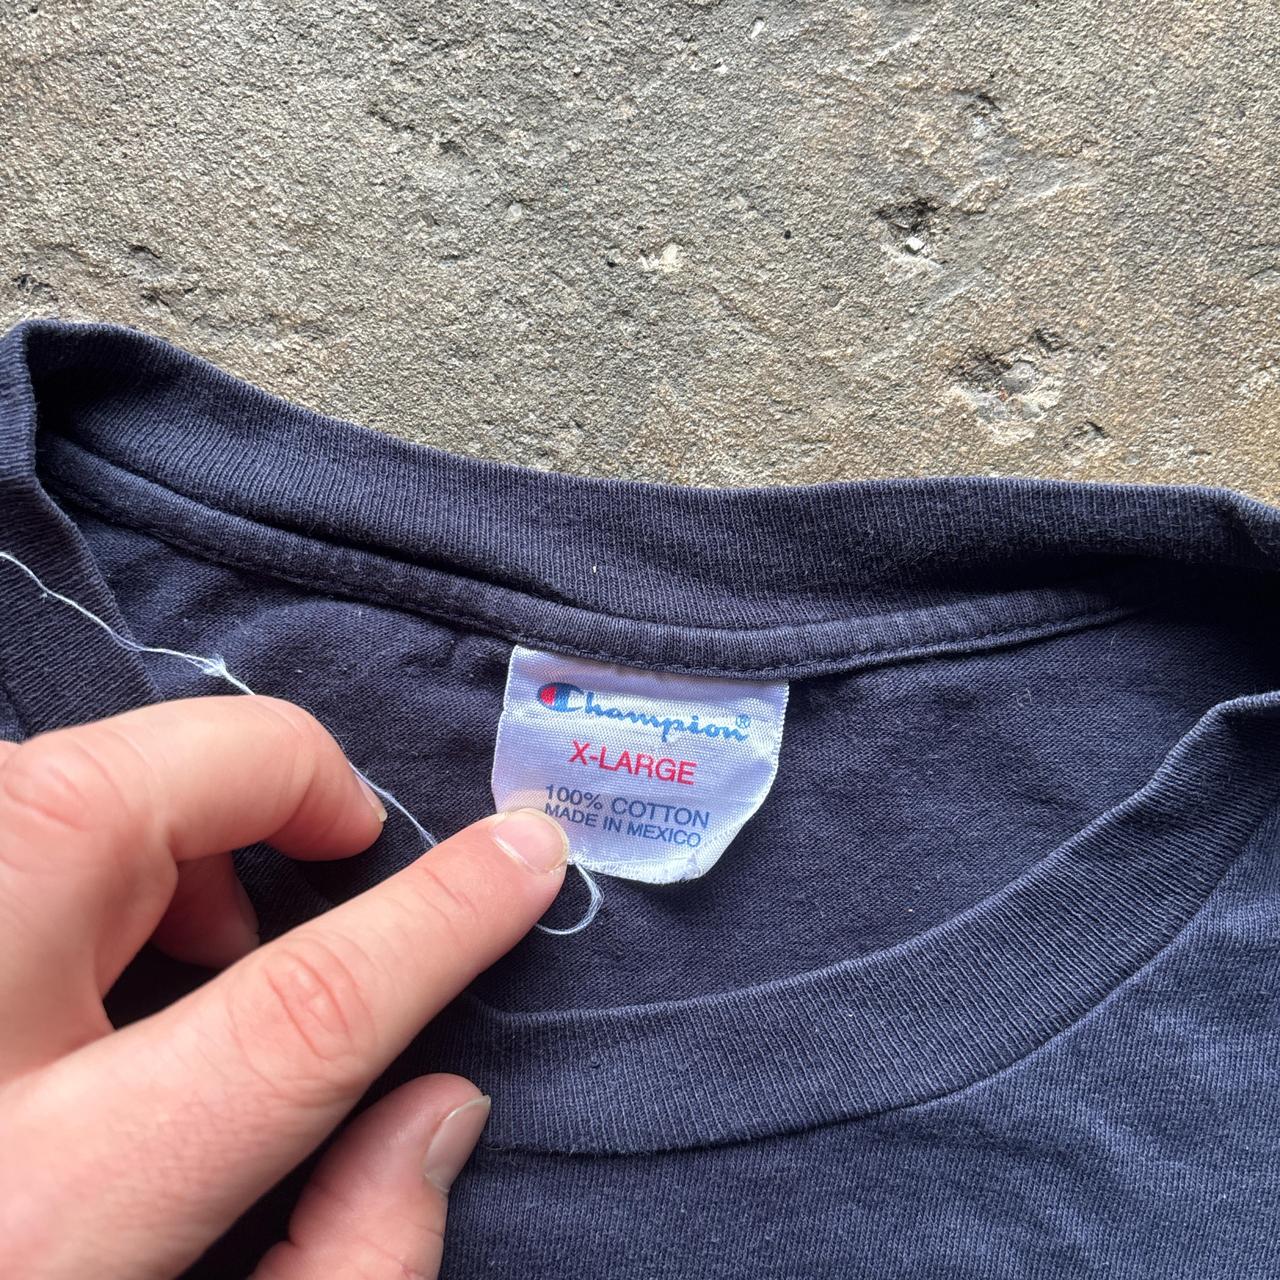 Champion®
X-LARGE
100% COTTON
MADE IN MEXICO